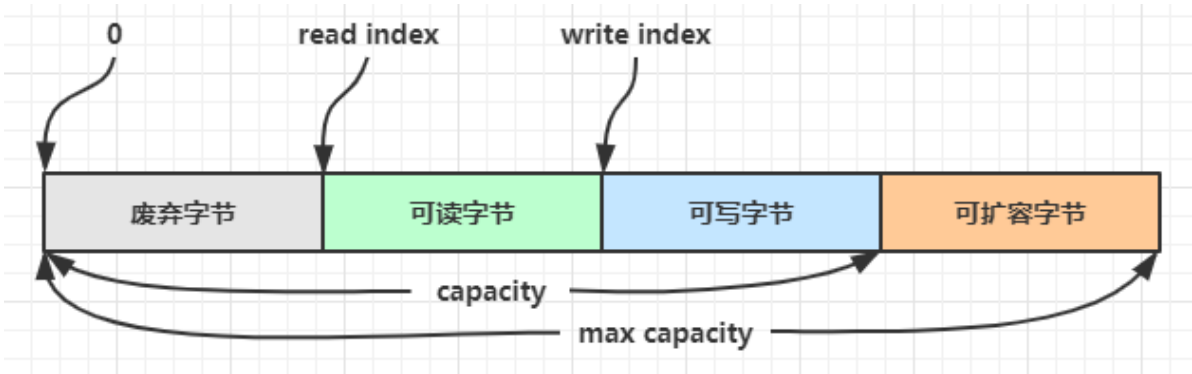 0
read index
write index
废弃字节
可读字节
可写字节
可扩容字节
capacity
max capacity